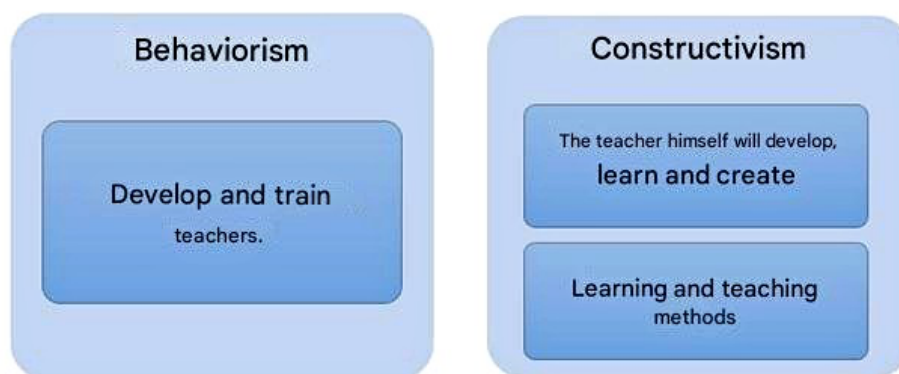 Behaviorism
Develop and train
teachers.
Constructivism
The teacher himself will develop,
learn and create
Learning and teaching
methods